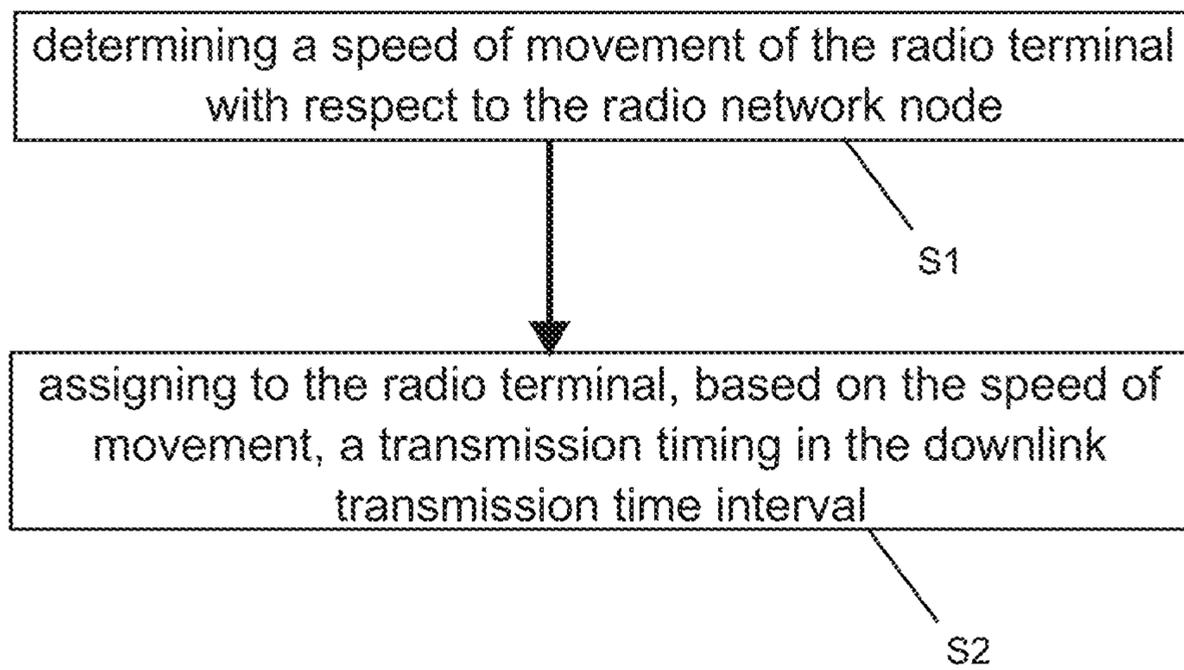 determining a speed of movement of the radio terminal
with respect to the radio network node
S1
assigning to the radio terminal, based on the speed of
movement, a transmission timing in the downlink
transmission time interval
S2